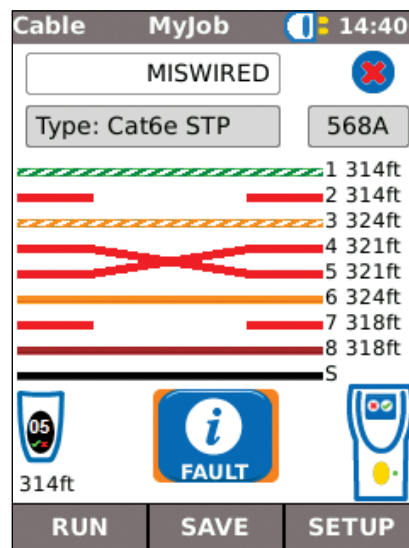 Cable MyJob 14:40
MISWIRED
Type: Cat6e STP 568A
1 314ft
2 314ft
3 324ft
4 321ft
5 321ft
6 324ft
7 318ft
8 318ft
S
05
i
FAULT
314ft
RUN SAVE SETUP